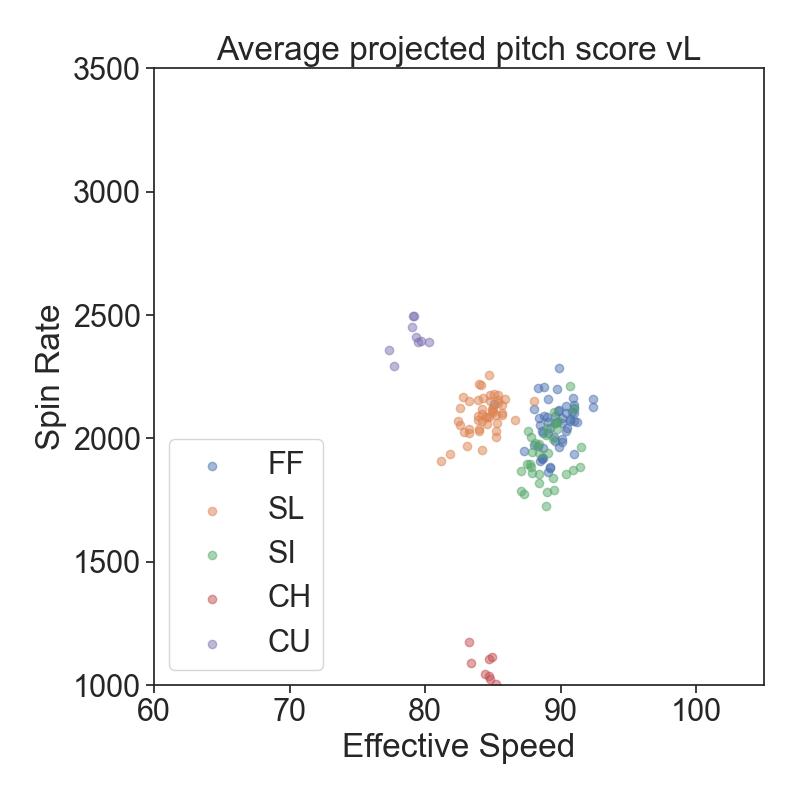 Average projected pitch score vL
3500
3000
2500
2000
1500
1000
Spin Rate
FF
SL
SI
CH
CU
60 70 80 90 100
Effective Speed